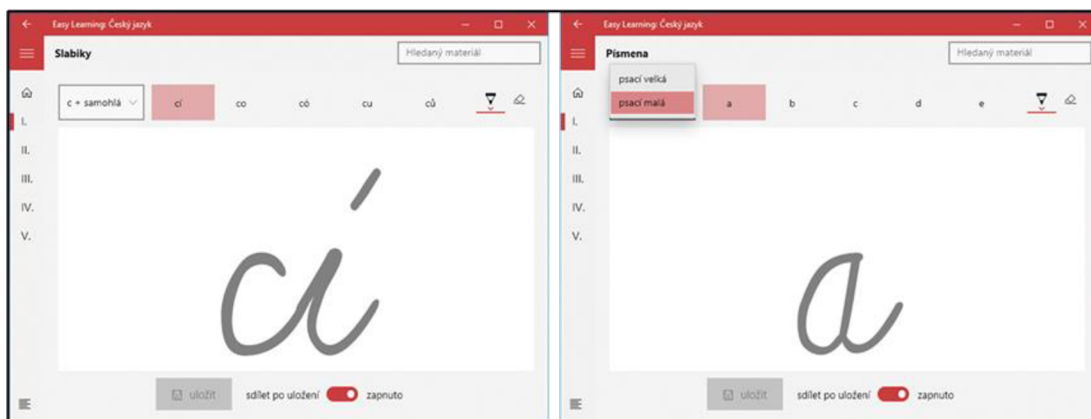 Easy Learning: Český jazyk
Slabiky
Hledaný materiál
c + samohlá
cí
co
có
cu
ců
I.
II.
III.
IV.
V.
cí
uložit
sdílet po uložení
zapnuto
Easy Learning: Český jazyk
Písmena
Hledaný materiál
psací velká
psací malá
a
b
c
d
e
I.
II.
III.
IV.
V.
a
uložit
sdílet po uložení
zapnuto